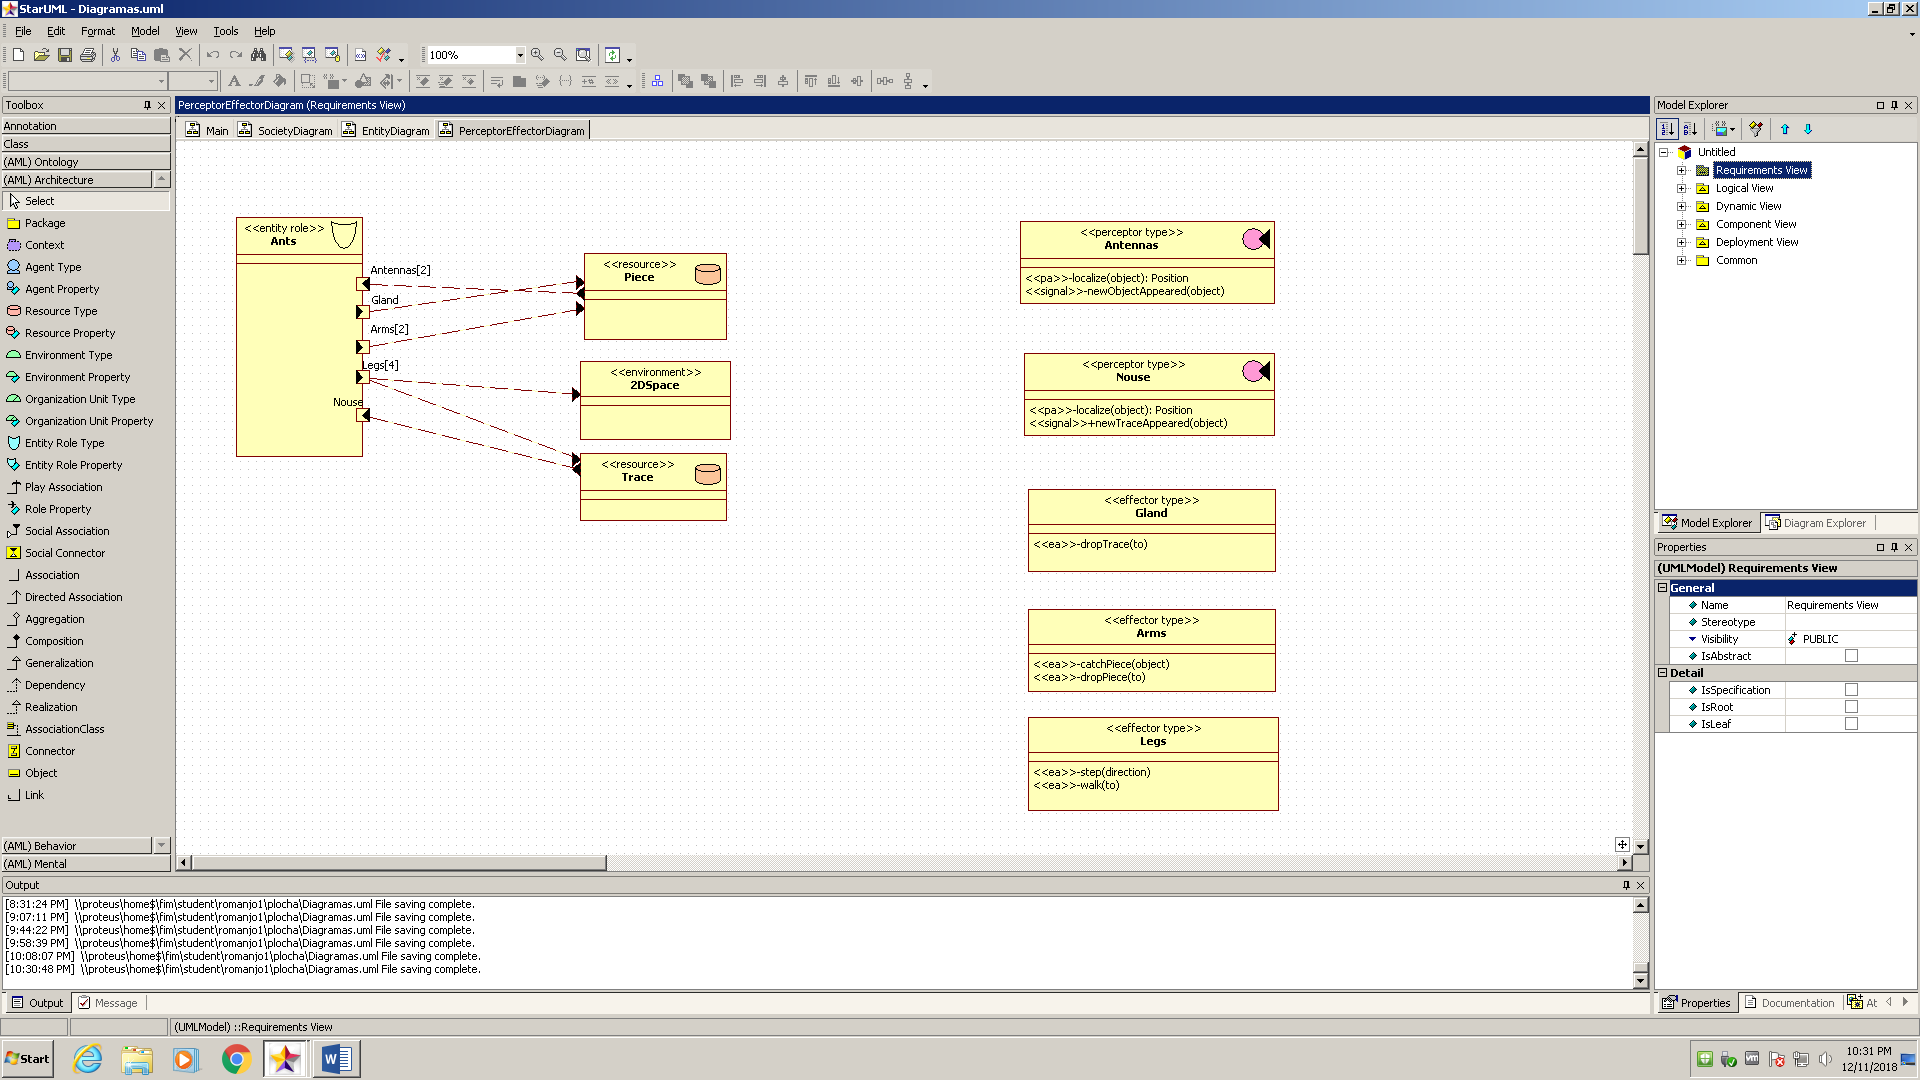 StarUML - Diagramas.uml
File Edit Format Model View Tools Help
100%
Toolbox
Annotation
Class
(AML) Ontology
(AML) Architecture
Select
Package
Context
Agent Type
Agent Property
Resource Type
Resource Property
Environment Type
Environment Property
Organization Unit Type
Organization Unit Property
Entity Role Type
Entity Role Property
Play Association
Role Property
Social Association
Social Connector
Association
Directed Association
Aggregation
Composition
Generalization
Dependency
Realization
AssociationClass
Connector
Object
Link
(AML) Behavior
(AML) Mental
PerceptorEffectorDiagram (Requirements View)
Main SocietyDiagram EntityDiagram PerceptorEffectorDiagram
<<entity role>>
Ants
Antennas[2]
Gland
Arms[2]
Legs[4]
Nouse
<<resource>>
Piece
<<environment>>
2DSpace
<<resource>>
Trace
<<perceptor type>>
Antennas
<<pa>>-localize(object): Position
<<signal>>-newObjectAppeared(object)
<<perceptor type>>
Nouse
<<pa>>-localize(object): Position
<<signal>>+newTraceAppeared(object)
<<effector type>>
Gland
<<ea>>-dropTrace(to)
<<effector type>>
Arms
<<ea>>-catchPiece(object)
<<ea>>-dropPiece(to)
<<effector type>>
Legs
<<ea>>-step(direction)
<<ea>>-walk(to)
Model Explorer
Untitled
Requirements View
Logical View
Dynamic View
Component View
Deployment View
Common
Model Explorer Diagram Explorer
Properties
(UMLModel) Requirements View
General
Name Requirements View
Stereotype
Visibility PUBLIC
IsAbstract
Detail
IsSpecification
IsRoot
IsLeaf
Properties Documentation At
Output
[8:31:24 PM] \\proteus\home$\fim\student\romanjo1\plocha\Diagramas.uml File saving complete.
[9:07:11 PM] \\proteus\home$\fim\student\romanjo1\plocha\Diagramas.uml File saving complete.
[9:44:22 PM] \\proteus\home$\fim\student\romanjo1\plocha\Diagramas.uml File saving complete.
[9:58:39 PM] \\proteus\home$\fim\student\romanjo1\plocha\Diagramas.uml File saving complete.
[10:08:07 PM] \\proteus\home$\fim\student\romanjo1\plocha\Diagramas.uml File saving complete.
[10:30:48 PM] \\proteus\home$\fim\student\romanjo1\plocha\Diagramas.uml File saving complete.
Output Message
(UMLModel) ::Requirements View
Start
10:31 PM
12/11/2018